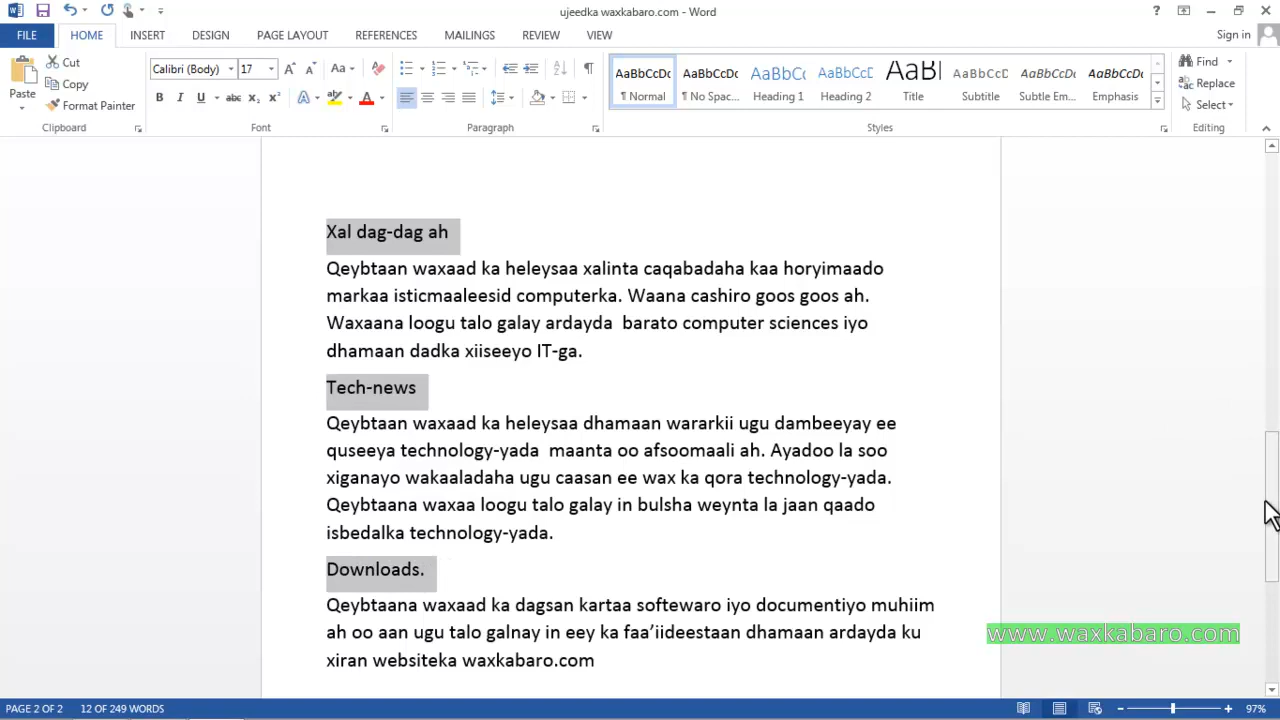 ujeedka waxkabaro.com - Word
FILE HOME INSERT DESIGN PAGE LAYOUT REFERENCES MAILINGS REVIEW VIEW Sign in
Paste
Cut
Copy
Format Painter
Clipboard
Calibri (Body) 17
Font
Paragraph
AaBbCcDc AaBbCcDc AaBbCc AaBbCc AaBl AaBbCcD AaBbCcDc AaBbCcDc
¶ Normal ¶ No Spac... Heading 1 Heading 2 Title Subtitle Subtle Em... Emphasis
Styles
Find
Replace
Select
Editing
Xal dag-dag ah
Qeybtaan waxaad ka heleysaa xalinta caqabadaha kaa horyimaado
markaa isticmaaleesid computerka. Waana cashiro goos goos ah.
Waxaana loogu talo galay ardayda barato computer sciences iyo
dhamaan dadka xiiseeyo IT-ga.
Tech-news
Qeybtaan waxaad ka heleysaa dhamaan wararkii ugu dambeeyay ee
quseeya technology-yada maanta oo afsoomaali ah. Ayadoo la soo
xiganayo wakaaladaha ugu caasan ee wax ka qora technology-yada.
Qeybtaana waxaa loogu talo galay in bulsha weynta la jaan qaado
isbedalka technology-yada.
Downloads.
Qeybtaana waxaad ka dagsan kartaa softewaro iyo documentiyo muhiim
ah oo aan ugu talo galnay in eey ka faa’iideestaan dhamaan ardayda ku
xiran websiteka waxkabaro.com
www.waxkabaro.com
PAGE 2 OF 2 12 OF 249 WORDS 97%